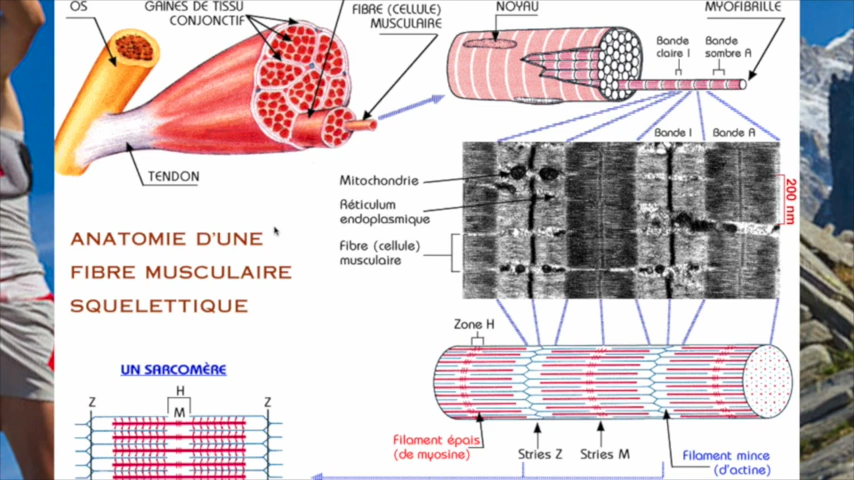 OS
GAINES DE TISSU
CONJONCTIF
FIBRE (CELLULE)
MUSCULAIRE
NOYAU
MYOFIBRILLE
Bande
claire I
Bande
sombre A
TENDON
Bande I
Bande A
Mitochondrie
Réticulum
endoplasmique
Fibre (cellule)
musculaire
200 nm
ANATOMIE D'UNE
FIBRE MUSCULAIRE
SQUELETTIQUE
Zone H
UN SARCOMÈRE
Z
H
M
Z
Filament épais
(de myosine)
Stries Z
Stries M
Filament mince
(d'actine)